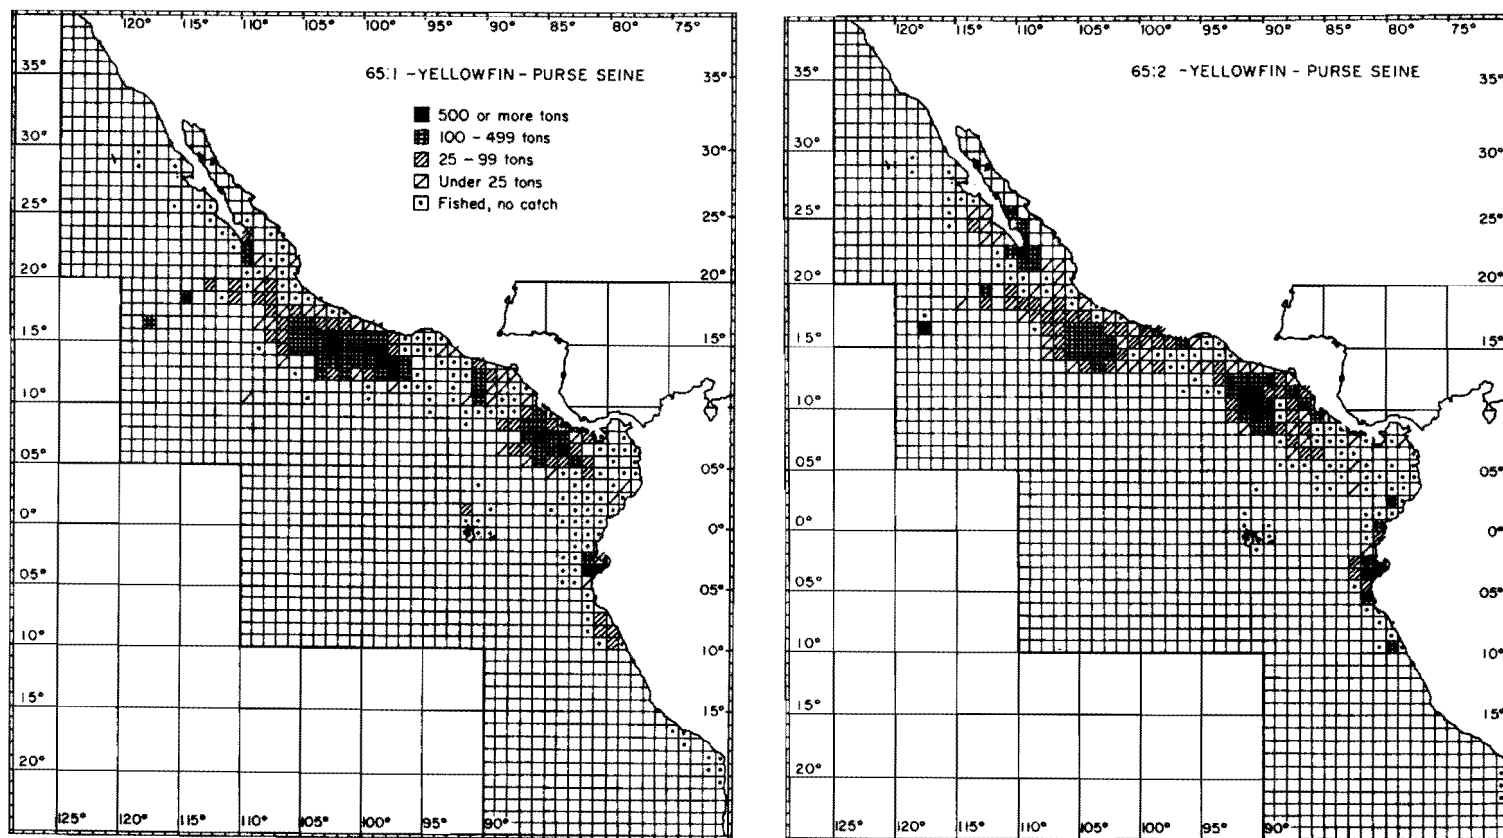 120° 115° 110° 105° 100° 95° 90° 85° 80° 75°
65:1 - YELLOWFIN - PURSE SEINE
500 or more tons
100 - 499 tons
25 - 99 tons
Under 25 tons
Fished, no catch
35° 35°
30° 30°
25° 25°
20° 20°
15° 15°
10° 10°
05° 05°
0° 0°
05° 05°
10° 10°
15° 15°
20°
125° 120° 115° 110° 105° 100° 95° 90°
120° 115° 110° 105° 100° 95° 90° 85° 80° 75°
65:2 - YELLOWFIN - PURSE SEINE
35° 35°
30° 30°
25° 25°
20° 20°
15° 15°
10° 10°
05° 05°
0° 0°
05° 05°
10° 10°
15° 15°
20°
125° 120° 115° 110° 105° 100° 95° 90°